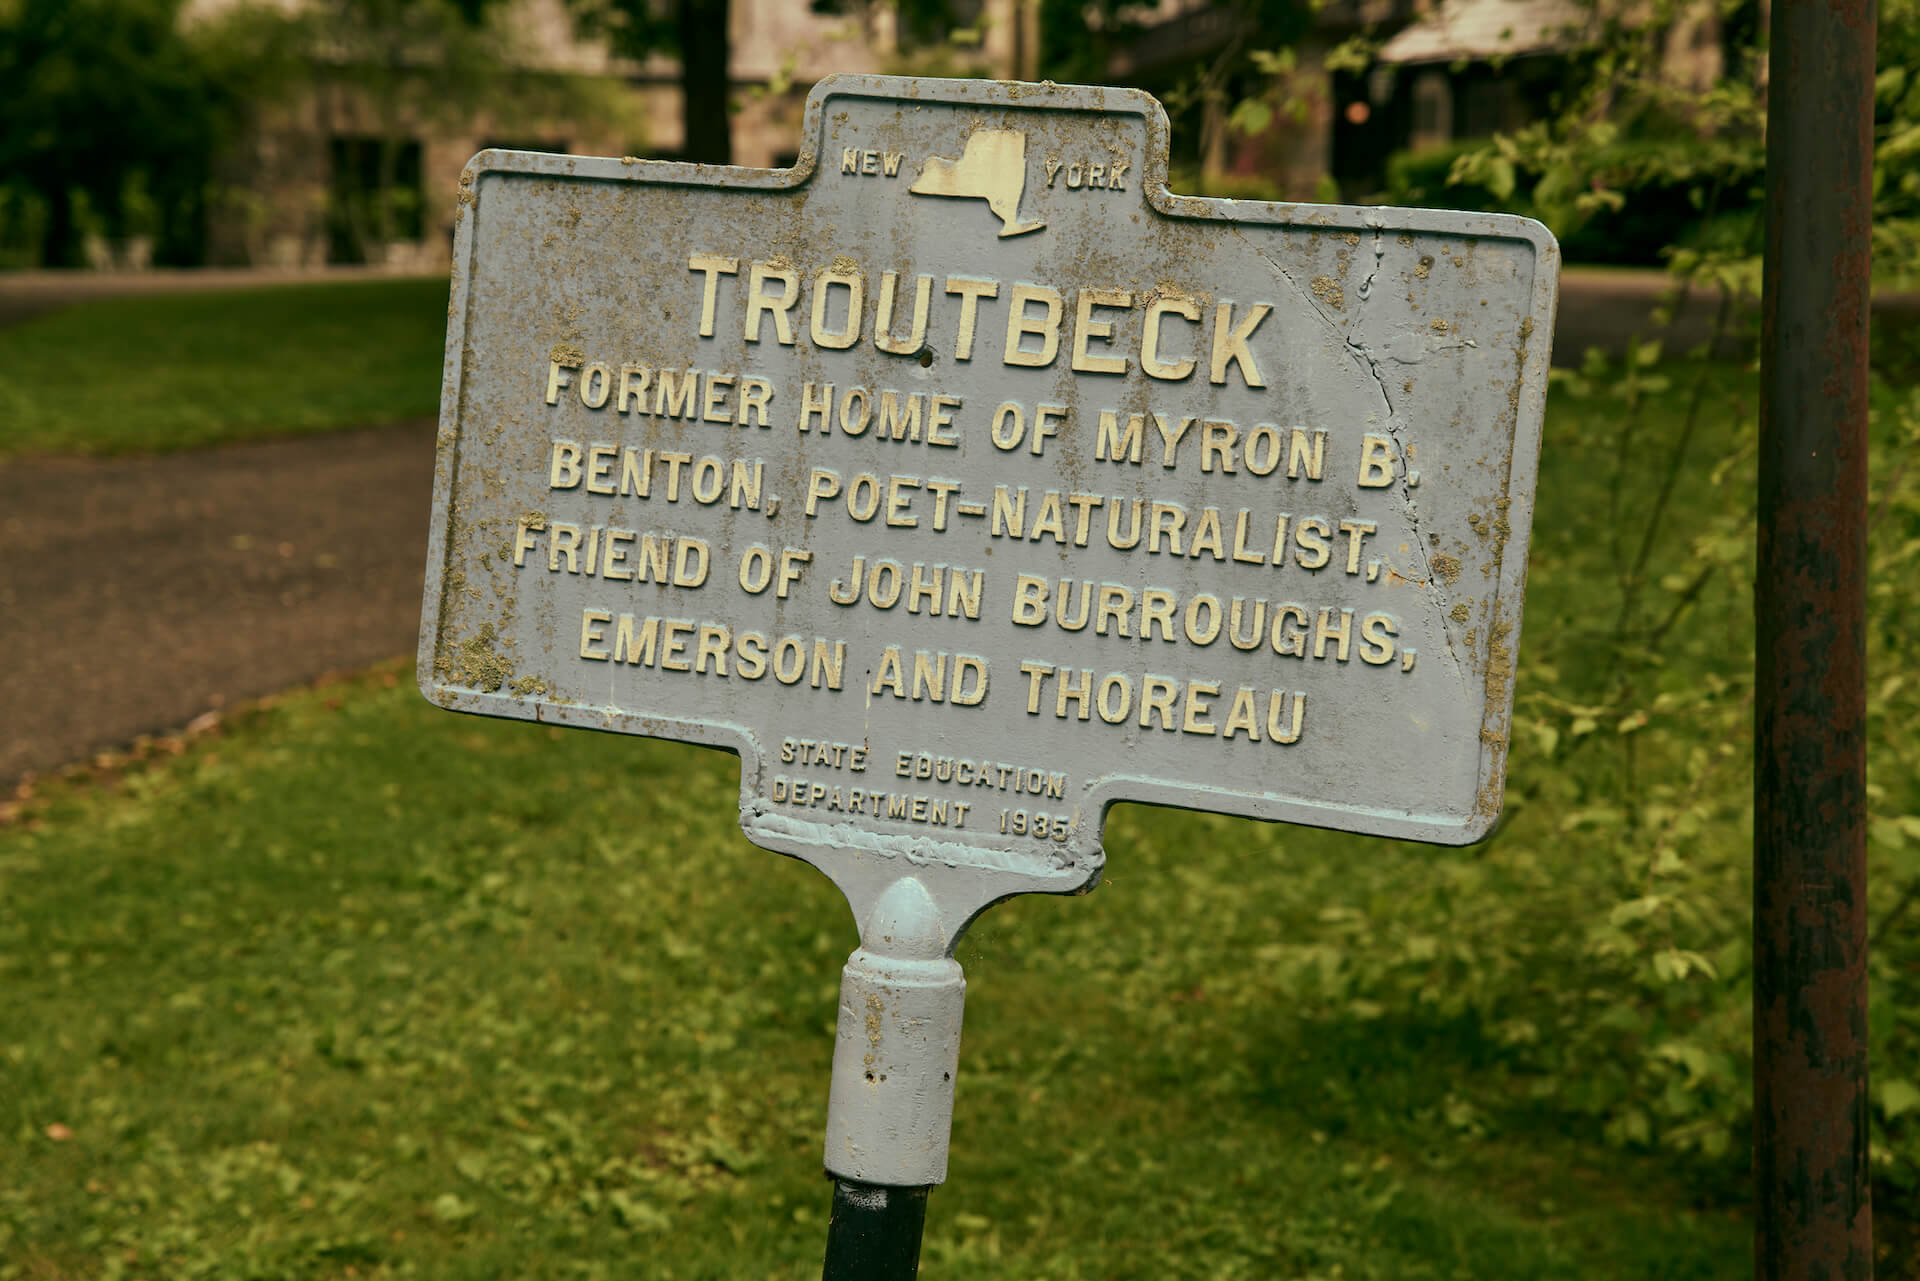 NEW YORK
TROUTBECK
FORMER HOME OF MYRON B.
BENTON, POET-NATURALIST,
FRIEND OF JOHN BURROUGHS,
EMERSON AND THOREAU
STATE EDUCATION
DEPARTMENT 1935